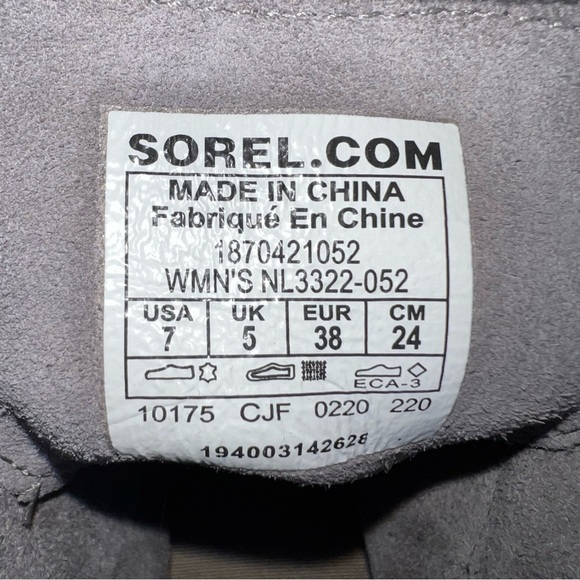 SOREL.COM
MADE IN CHINA
Fabriqué En Chine
1870421052
WMN'S NL3322-052
USA UK EUR CM
7 5 38 24
ECA-3
10175 CJF 0220 220
194003142628